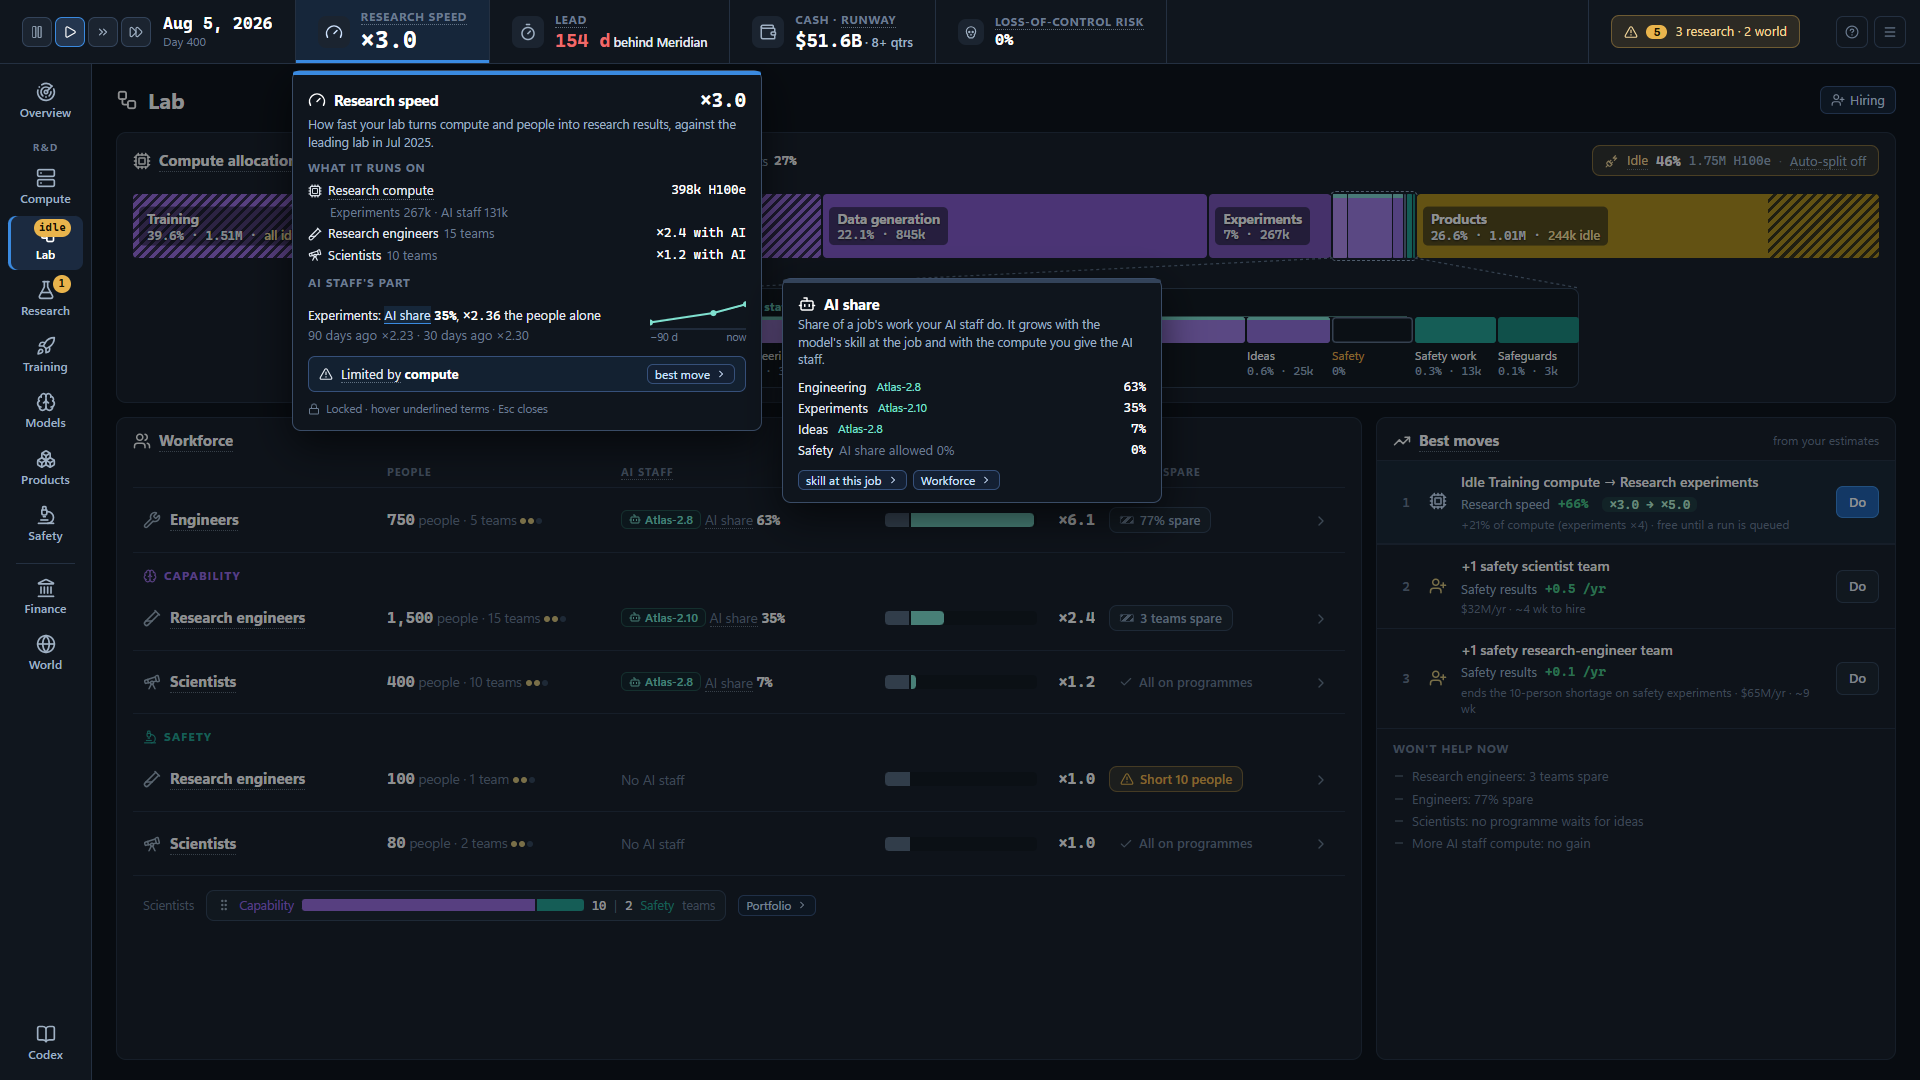 Aug 5, 2026
Day 400
RESEARCH SPEED
×3.0
LEAD
154 d behind Meridian
CASH · RUNWAY
$51.6B · 8+ qtrs
LOSS-OF-CONTROL RISK
0%
5 3 research · 2 world
Overview
R&D
Compute
idle
Lab
1
Research
Training
Models
Products
Safety
Finance
World
Codex
Lab
Hiring
Compute allocation
27%
Idle 46% 1.75M H100e · Auto-split off
Training
39.6% · 1.51M · all id
Data generation
22.1% · 845k
Experiments
7% · 267k
Products
26.6% · 1.01M · 244k idle
Ideas
0.6% · 25k
Safety
0%
Safety work
0.3% · 13k
Safeguards
0.1% · 3k
Research speed ×3.0
How fast your lab turns compute and people into research results, against the
leading lab in Jul 2025.
WHAT IT RUNS ON
Research compute 398k H100e
Experiments 267k · AI staff 131k
Research engineers 15 teams ×2.4 with AI
Scientists 10 teams ×1.2 with AI
AI STAFF'S PART
Experiments: AI share 35%, ×2.36 the people alone
90 days ago ×2.23 · 30 days ago ×2.30
−90 d now
Limited by compute best move
Locked · hover underlined terms · Esc closes
AI share
Share of a job's work your AI staff do. It grows with the
model's skill at the job and with the compute you give the AI
staff.
Engineering Atlas-2.8 63%
Experiments Atlas-2.10 35%
Ideas Atlas-2.8 7%
Safety AI share allowed 0% 0%
skill at this job Workforce
Workforce
PEOPLE AI STAFF SPARE
Engineers 750 people · 5 teams Atlas-2.8 AI share 63% ×6.1 77% spare
CAPABILITY
Research engineers 1,500 people · 15 teams Atlas-2.10 AI share 35% ×2.4 3 teams spare
Scientists 400 people · 10 teams Atlas-2.8 AI share 7% ×1.2 All on programmes
SAFETY
Research engineers 100 people · 1 team No AI staff ×1.0 Short 10 people
Scientists 80 people · 2 teams No AI staff ×1.0 All on programmes
Scientists Capability 10 | 2 Safety teams Portfolio
Best moves from your estimates
1 Idle Training compute → Research experiments
Research speed +66% ×3.0 → ×5.0
+21% of compute (experiments ×4) · free until a run is queued
Do
2 +1 safety scientist team
Safety results +0.5 /yr
$32M/yr · ~4 wk to hire
Do
3 +1 safety research-engineer team
Safety results +0.1 /yr
ends the 10-person shortage on safety experiments · $65M/yr · ~9
wk
Do
WON'T HELP NOW
Research engineers: 3 teams spare
Engineers: 77% spare
Scientists: no programme waits for ideas
More AI staff compute: no gain